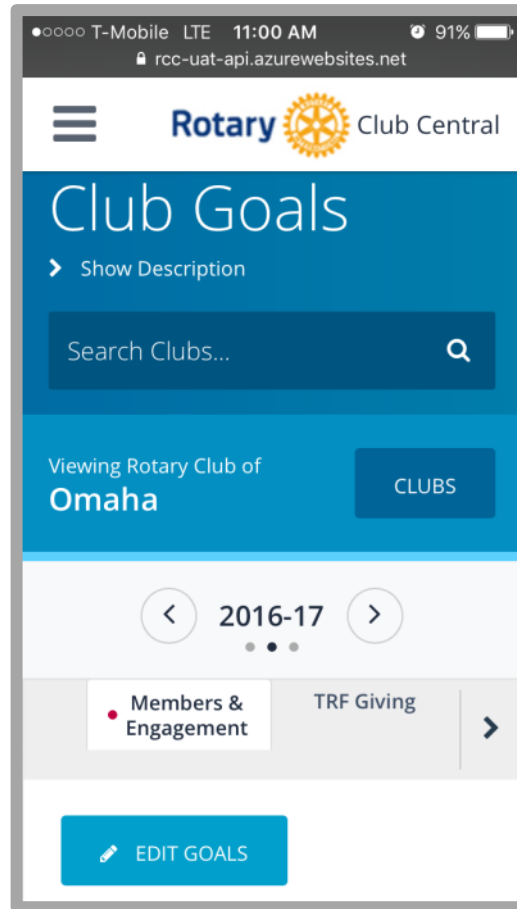 T-Mobile LTE 11:00 AM 91%
rcc-uat-api.azurewebsites.net
Rotary Club Central
Club Goals
Show Description
Search Clubs...
Viewing Rotary Club of
Omaha
CLUBS
2016-17
Members &
Engagement
TRF Giving
EDIT GOALS